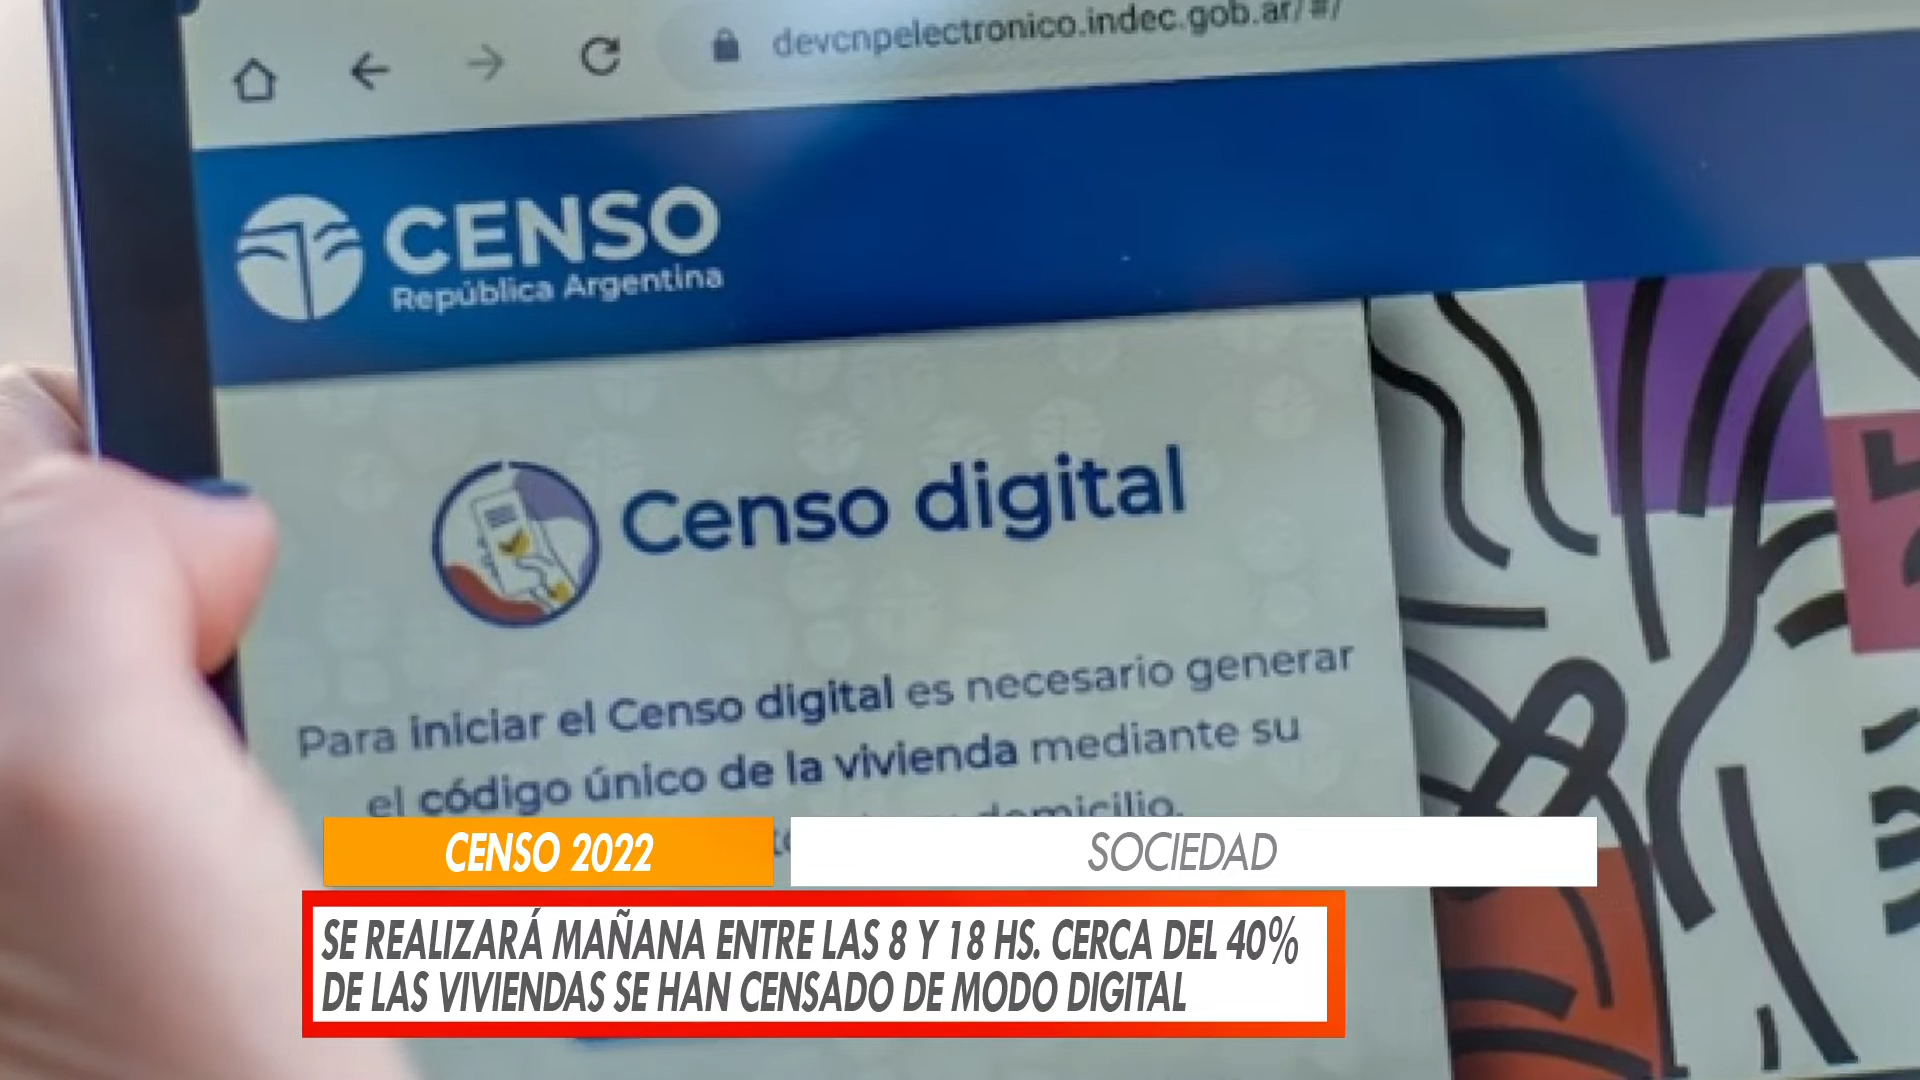 devcnpelectronico.indec.gob.ar/#/
CENSO
República Argentina
Censo digital
Para iniciar el Censo digital es necesario generar
el código único de la vivienda mediante su
domicilio.
CENSO 2022
SOCIEDAD
SE REALIZARÁ MAÑANA ENTRE LAS 8 Y 18 HS. CERCA DEL 40%
DE LAS VIVIENDAS SE HAN CENSADO DE MODO DIGITAL